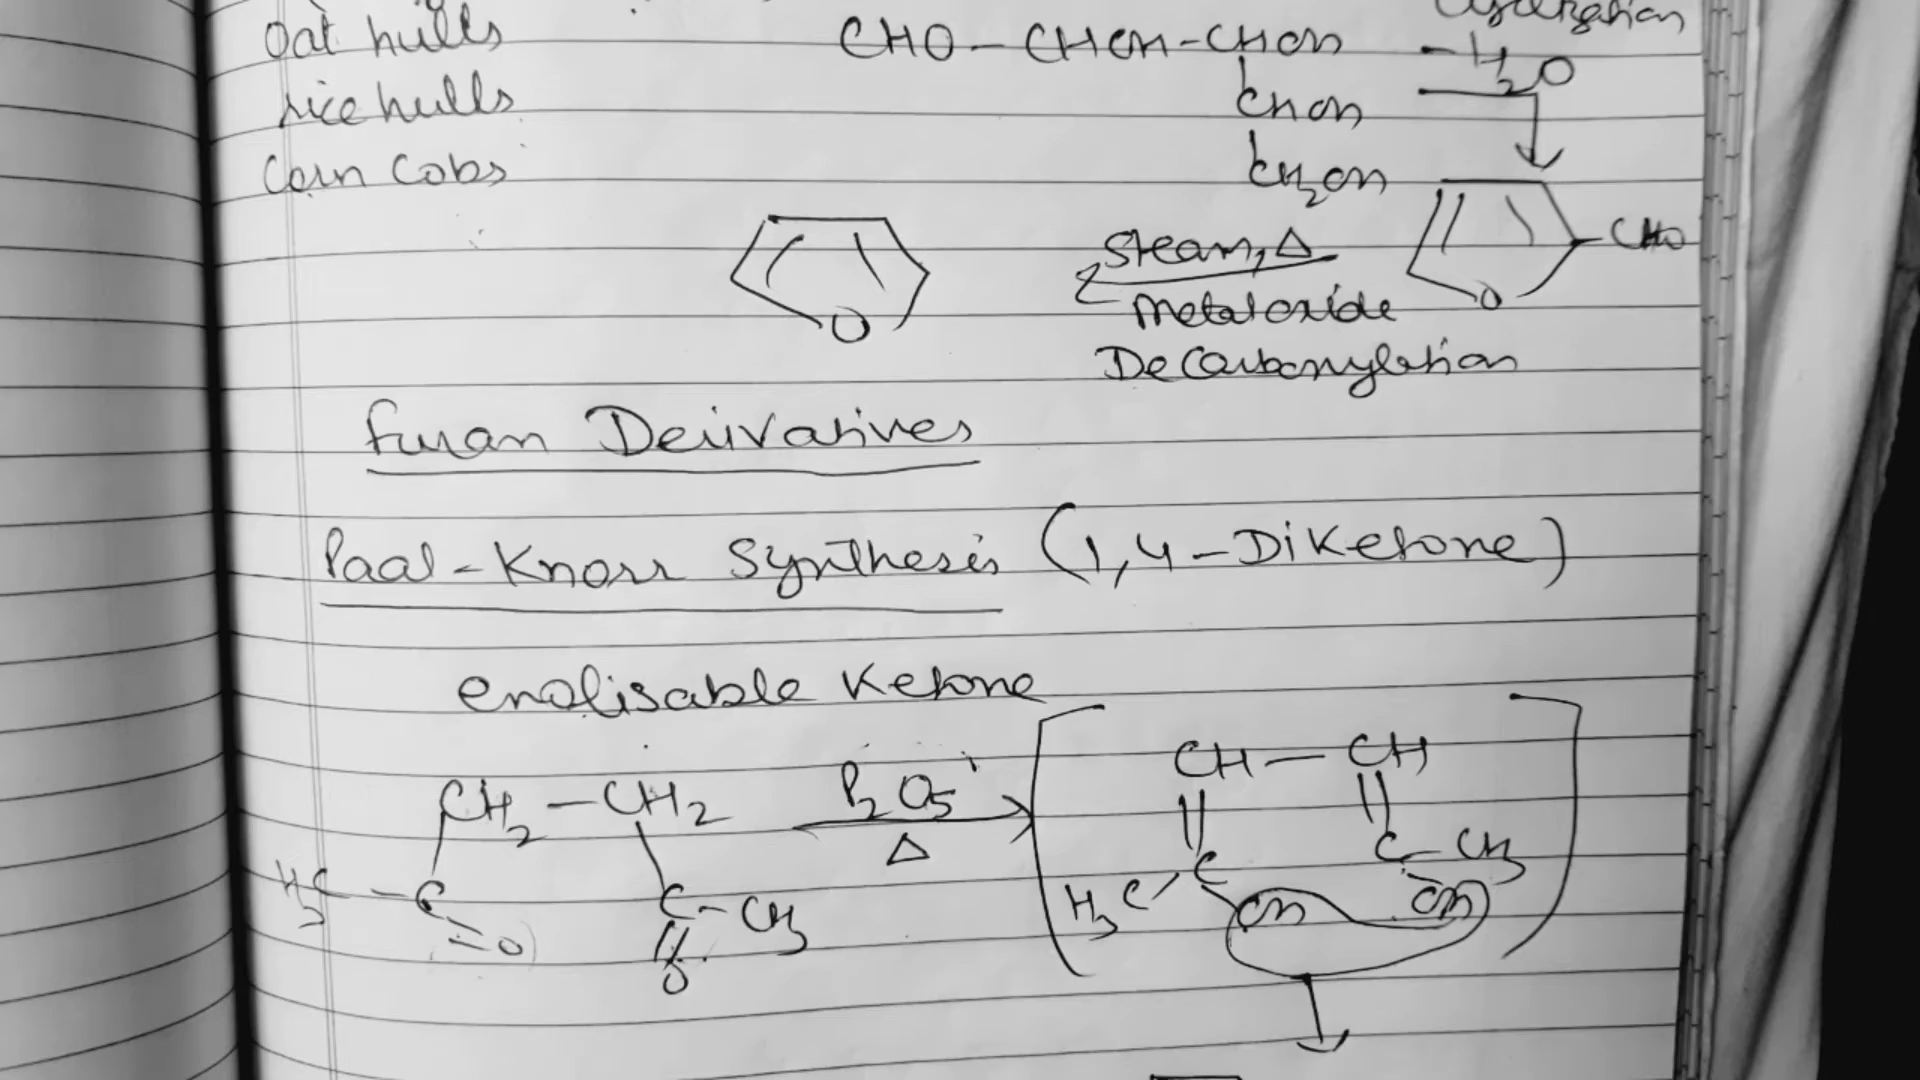 Oat hulls
rice hulls
Corn Cobs
CHO - CHOH - CHOH
CHOH
CH2OH
-H2O
CHO
O
Steam, Δ
Metal oxide
Decarbonylation
O
furan Derivatives
Paal-Knorr Synthesis (1,4-Diketone)
enolisable Ketone
CH2 - CH2
H3C - C = O
C - CH3
O
P2O5
Δ
CH - CH
H3C C OH
C - CH3
OH